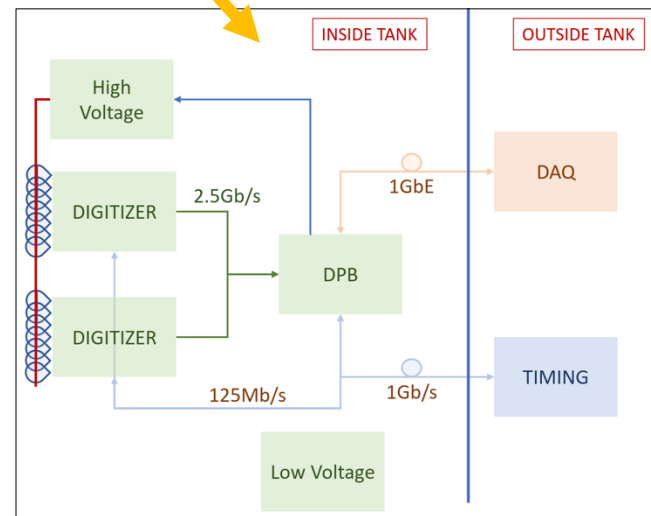 INSIDE TANK
OUTSIDE TANK
High
Voltage
DIGITIZER
2.5Gb/s
1GbE
DAQ
DPB
DIGITIZER
125Mb/s
1Gb/s
TIMING
Low Voltage